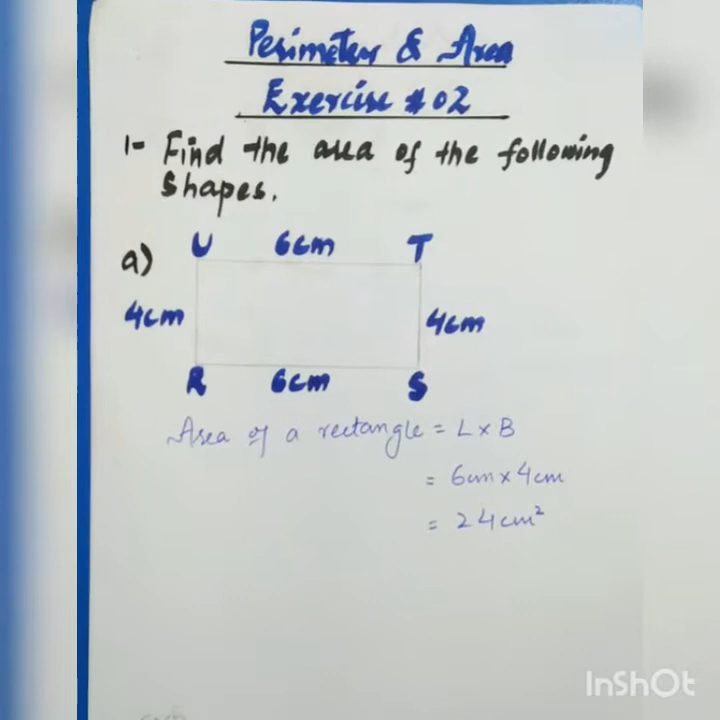 Perimeter & Area
Exercise # 02
1- Find the area of the following
shapes.
a)
U 6cm T
4cm 4cm
R 6cm S
Area of a rectangle = L × B
= 6cm × 4cm
= 24cm²
InShOt